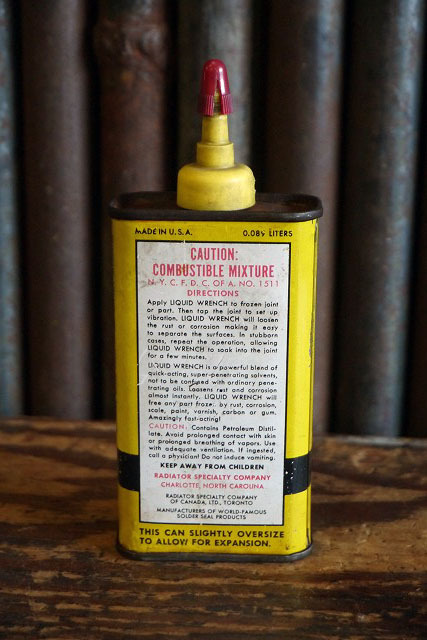 MADE IN U.S.A. 0.089 LITERS
CAUTION:
COMBUSTIBLE MIXTURE
N. Y. C. F. D. C. OF A. NO. 1511
DIRECTIONS
Apply LIQUID WRENCH to frozen joint
or part. Then tap the joint to set up
vibration. LIQUID WRENCH will loosen
the rust or corrosion making it easy
to separate the surfaces. In stubborn
cases, repeat the operation, allowing
LIQUID WRENCH to soak into the joint
for a few minutes.
LIQUID WRENCH is a powerful blend of
quick-acting, super-penetrating solvents,
not to be confused with ordinary pene-
trating oils. Loosens rust and corrosion
almost instantly. LIQUID WRENCH will
free any part frozen by rust, corrosion,
scale, paint, varnish, carbon or gum.
Amazingly fast-acting!
CAUTION: Contains Petroleum Distil-
late. Avoid prolonged contact with skin
or prolonged breathing of vapors. Use
with adequate ventilation. If ingested,
call a physician! Do not induce vomiting.
KEEP AWAY FROM CHILDREN
RADIATOR SPECIALTY COMPANY
CHARLOTTE, NORTH CAROLINA
RADIATOR SPECIALTY COMPANY
OF CANADA, LTD., TORONTO
MANUFACTURERS OF WORLD-FAMOUS
SOLDER SEAL PRODUCTS
THIS CAN SLIGHTLY OVERSIZE
TO ALLOW FOR EXPANSION.